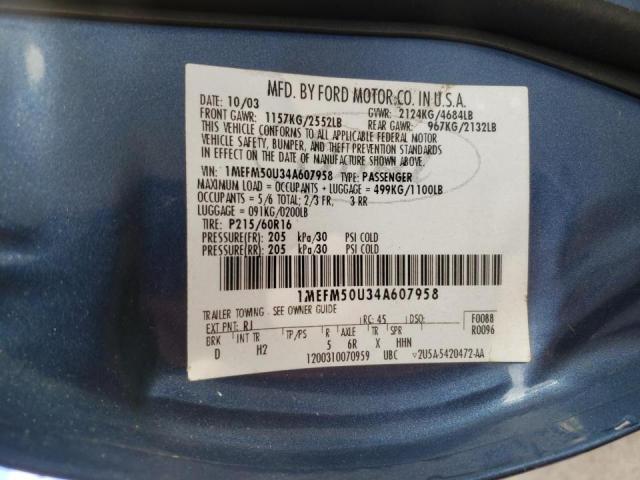 MFD. BY FORD MOTOR CO. IN U.S.A.
DATE: 10/03 GVWR: 2124KG/4684LB
FRONT GAWR: 1157KG/2552LB REAR GAWR: 967KG/2132LB
THIS VEHICLE CONFORMS TO ALL APPLICABLE FEDERAL MOTOR
VEHICLE SAFETY, BUMPER, AND THEFT PREVENTION STANDARDS
IN EFFECT ON THE DATE OF MANUFACTURE SHOWN ABOVE.
VIN: 1MEFM50U34A607958 TYPE: PASSENGER
MAXIMUM LOAD = OCCUPANTS + LUGGAGE = 499KG/1100LB
OCCUPANTS = 5/6 TOTAL; 2/3 FR, 3 RR
LUGGAGE = 091KG/0200LB
TIRE: P215/60R16
PRESSURE(FR) = 205 kPa/30 PSI COLD
PRESSURE(RR) = 205 kPa/30 PSI COLD
1MEFM50U34A607958
TRAILER TOWING - SEE OWNER GUIDE
EXT PNT: RJ RC: 45 DSO: F0088
BRK INT TR TP/PS R AXLE TR SPR R0096
D H2 5 6R X HHN
1200310070959 UBC 2U5A-5420472-AA